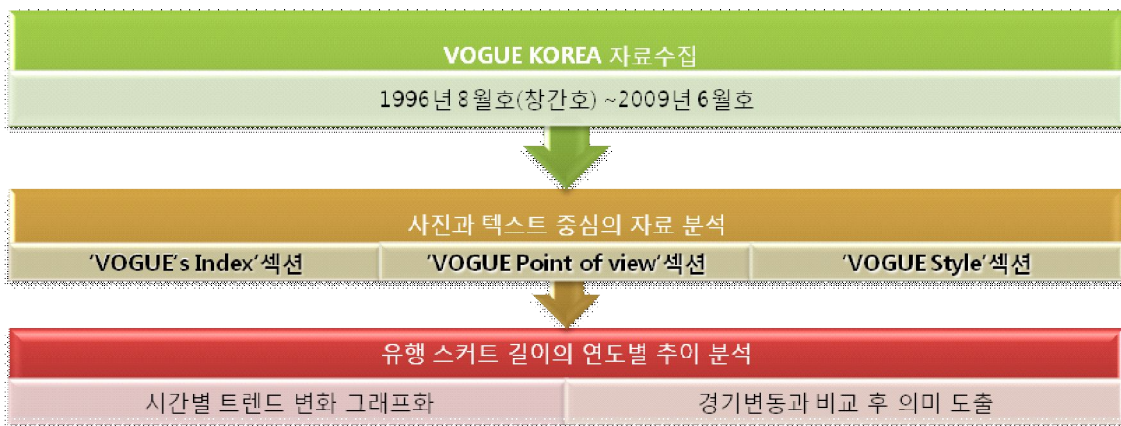 VOGUE KOREA 자료수집
1996년 8월호(창간호) ~2009년 6월호
사진과 텍스트 중심의 자료 분석
‘VOGUE’s Index’섹션 ‘VOGUE Point of view’섹션 ‘VOGUE Style’섹션
유행 스커트 길이의 연도별 추이 분석
시간별 트렌드 변화 그래프화 경기변동과 비교 후 의미 도출